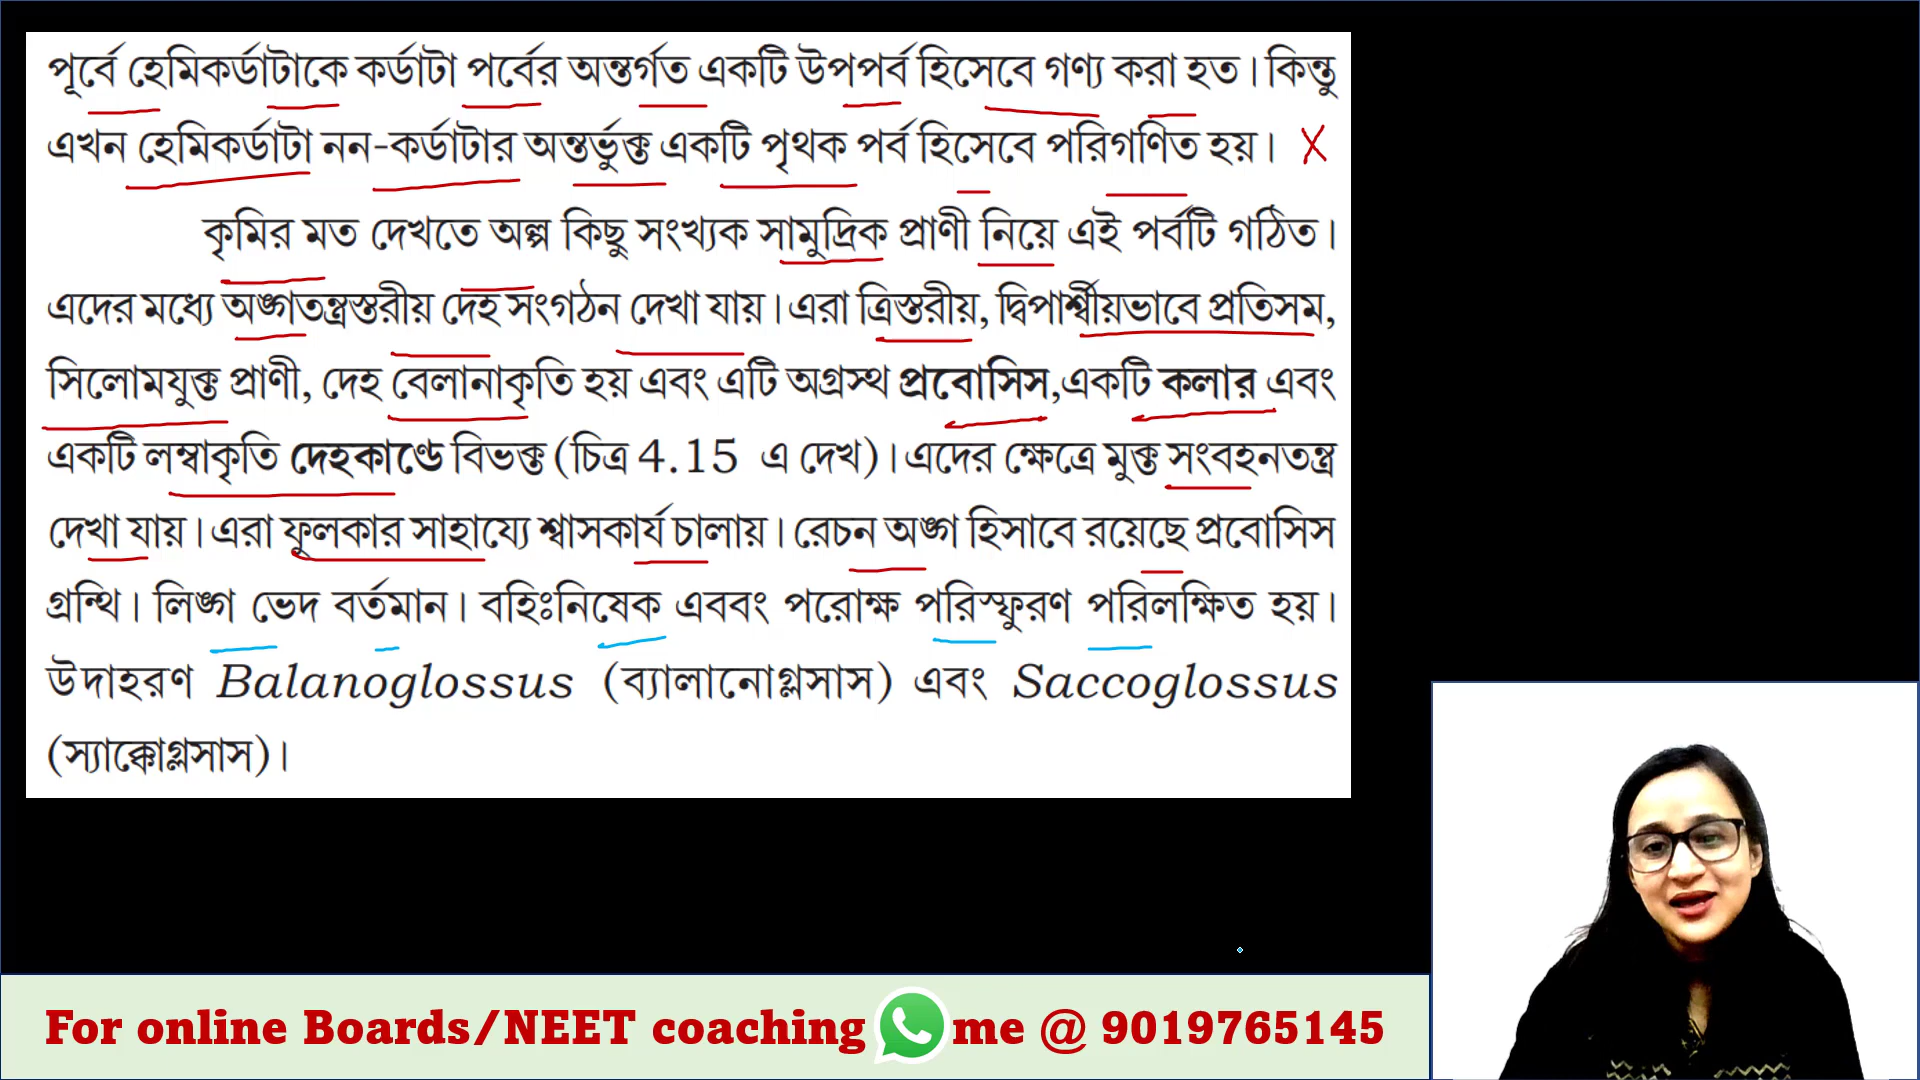 পূর্বে হেমিকর্ডাটাকে কর্ডাটা পর্বের অন্তর্গত একটি উপপর্ব হিসেবে গণ্য করা হত। কিন্তু
এখন হেমিকর্ডাটা নন-কর্ডাটার অন্তর্ভুক্ত একটি পৃথক পর্ব হিসেবে পরিগণিত হয়। X
কৃমির মত দেখতে অল্প কিছু সংখ্যক সামুদ্রিক প্রাণী নিয়ে এই পর্বটি গঠিত।
এদের মধ্যে অঙ্গতন্ত্রস্তরীয় দেহ সংগঠন দেখা যায়। এরা ত্রিস্তরীয়, দ্বিপার্শ্বীয়ভাবে প্রতিসম,
সিলোমযুক্ত প্রাণী, দেহ বেলানাকৃতি হয় এবং এটি অগ্রস্থ প্রবোসিস,একটি কলার এবং
একটি লম্বাকৃতি দেহকাণ্ডে বিভক্ত (চিত্র 4.15 এ দেখ)। এদের ক্ষেত্রে মুক্ত সংবহনতন্ত্র
দেখা যায়। এরা ফুলকার সাহায্যে শ্বাসকার্য চালায়। রেচন অঙ্গ হিসাবে রয়েছে প্রবোসিস
গ্রন্থি। লিঙ্গ ভেদ বর্তমান। বহিঃনিষেক এববং পরোক্ষ পরিস্ফুরণ পরিলক্ষিত হয়।
উদাহরণ Balanoglossus (ব্যালানোগ্লসাস) এবং Saccoglossus
(স্যাক্কোগ্লসাস)।
For online Boards/NEET coaching me @ 9019765145